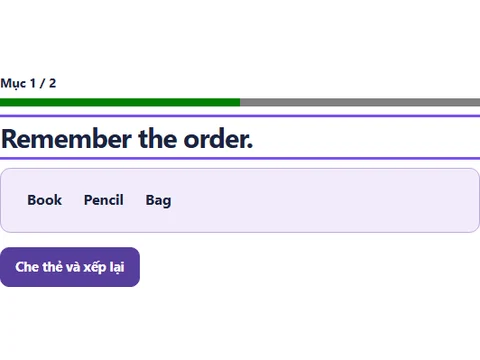 Mục 1 / 2
Remember the order.
Book Pencil Bag
Che thẻ và xếp lại